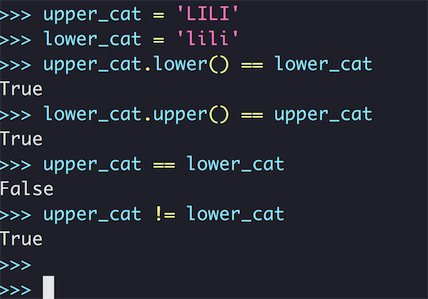 >>> upper_cat = 'LILI'
>>> lower_cat = 'lili'
>>> upper_cat.lower() == lower_cat
True
>>> lower_cat.upper() == upper_cat
True
>>> upper_cat == lower_cat
False
>>> upper_cat != lower_cat
True
>>>
>>>